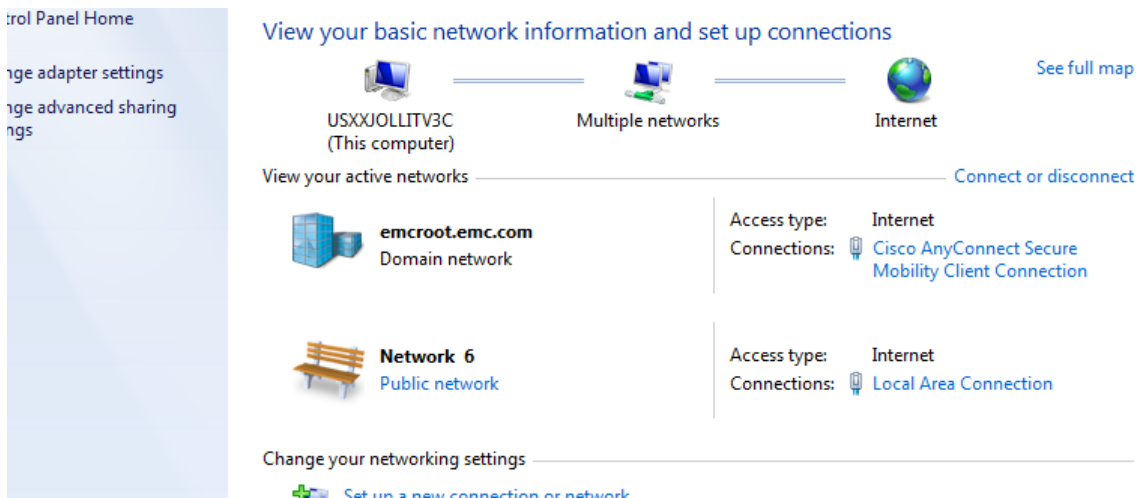 trol Panel Home
nge adapter settings
nge advanced sharing
ngs
View your basic network information and set up connections
See full map
USXXJOLLITV3C
(This computer)
Multiple networks
Internet
View your active networks
Connect or disconnect
emcroot.emc.com
Domain network
Access type: Internet
Connections: Cisco AnyConnect Secure
Mobility Client Connection
Network 6
Public network
Access type: Internet
Connections: Local Area Connection
Change your networking settings
Set up a new connection or network